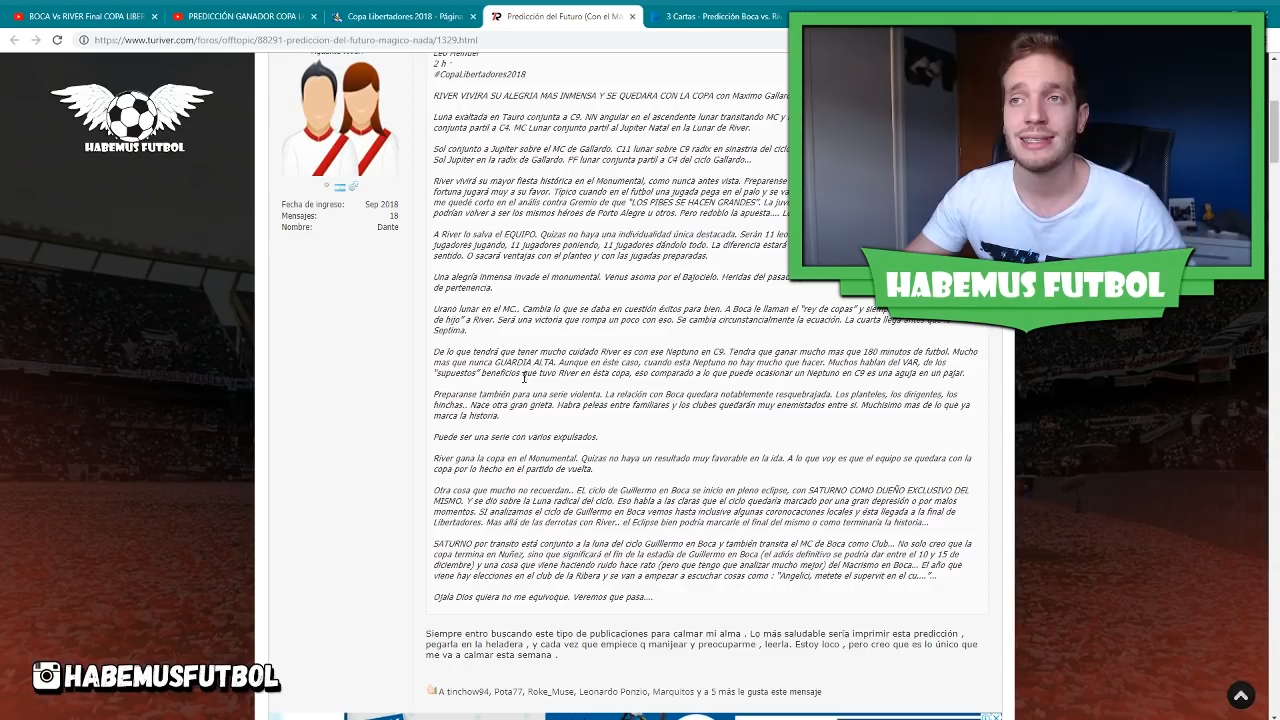 BOCA Vs RIVER Final COPA LIBER
PREDICCIÓN GANADOR COPA L
Copa Libertadores 2018 - Página
Predicción del Futuro (Con el Má
3 Cartas - Predicción Boca vs. Ri
https://www.turiver.com/foros/offtopic/88291-prediccion-del-futuro-magico-nada/1329.html
HABEMUS FUTBOL
Fecha de ingreso: Sep 2018
Mensajes: 18
Nombre: Dante
2 h ·
#CopaLibertadores2018
RIVER VIVIRA SU ALEGRIA MAS INMENSA Y SE QUEDARA CON LA COPA con Maximo Gallard
Luna exaltada en Tauro conjunta a C9. NN angular en el ascendente lunar transitando MC y
conjunta partil a C4. MC Lunar conjunto partil al Jupiter Natal en la Lunar de River.
Sol conjunto a Jupiter sobre el MC de Gallardo. C11 lunar sobre C9 radix en sinastria del ciclo
Sol Jupiter en la radix de Gallardo. PF lunar conjunta partil a C4 del ciclo Gallardo...
River vivirá su mayor fiesta histórica en el Monumental, como nunca antes vista. Preparense
fortuna jugará muy a su favor. Típico cuando en el futbol una jugada pega en el palo y se va
me quedé corto en el anális contra Gremio de que "LOS PIBES SE HACEN GRANDES". La juve
podrían volver a ser los mismos héroes de Porto Alegre u otros. Pero redoblo la apuesta....
A River lo salva el EQUIPO. Quizas no haya una individualidad única destacada. Serán 11 leo
jugadores jugando, 11 jugadores poniendo, 11 jugadores dándolo todo. La diferencia estará
sentido. O sacará ventajas con el planteo y con las jugadas preparadas.
Una alegría inmensa invade el monumental. Venus asoma por el Bajocielo. Heridas del pasad
de pertenencia.
Urano lunar en el MC.. Cambia lo que se daba en cuestión éxitos para bien. A Boca le llaman el "rey de copas" y siem
de hijo" a River. Será una victoria que rompa un poco con eso. Se cambia circunstancialmente la ecuación. La cuarta llega antes que
Septima.
De lo que tendrá que tener mucho cuidado River es con ese Neptuno en C9. Tendra que ganar mucho mas que 180 minutos de futbol. Mucho
mas que nunca GUARDIA ALTA. Aunque en éste caso, cuando esta Neptuno no hay mucho que hacer. Muchos hablan del VAR, de los
"supuestos" beneficios que tuvo River en ésta copa, eso comparado a lo que puede ocasionar un Neptuno en C9 es una aguja en un pajar.
Preparanse también para una serie violenta. La relación con Boca quedara notablemente resquebrajada. Los planteles, los dirigentes, los
hinchas.. Nace otra gran grieta. Habra peleas entre familiares y los clubes quedarán muy enemistados entre si. Muchisimo mas de lo que ya
marca la historia.
Puede ser una serie con varios expulsados.
River gana la copa en el Monumental. Quizas no haya un resultado muy favorable en la ida. A lo que voy es que el equipo se quedara con la
copa por lo hecho en el partido de vuelta.
Otra cosa que mucho no recuerdan.. EL ciclo de Guillermo en Boca se inicio en pleno eclipse, con SATURNO COMO DUEÑO EXCLUSIVO DEL
MISMO. Y se dio sobre la Luna radical del ciclo. Eso habla a las claras que el ciclo quedaría marcado por una gran depresión o por malos
momentos. SI analizamos el ciclo de Guillermo en Boca vemos hasta inclusive algunas coronocaciones locales y ésta llegada a la final de
Libertadores. Mas allá de las derrotas con River.. el Eclipse bien podría marcarle el final del mismo o como terminaría la historia...
SATURNO por transito está conjunto a la luna del ciclo Guilllermo en Boca y también transita el MC de Boca como Club... No solo creo que la
copa termina en Nuñez, sino que significará el fin de la estadía de Guillermo en Boca (el adiós definitivo se podría dar entre el 10 y 15 de
diciembre) y una cosa que viene haciendo ruido hace rato (pero que tengo que analizar mucho mejor) del Macrismo en Boca... El año que
viene hay elecciones en el club de la Ribera y se van a empezar a escuchar cosas como : "Angelici, metete el supervit en el cu....”...
Ojala Dios quiera no me equivoque. Veremos que pasa....
Siempre entro buscando este tipo de publicaciones para calmar mi alma . Lo más saludable sería imprimir esta predicción ,
pegarla en la heladera , y cada vez que empiece q manijear y preocuparme , leerla. Estoy loco , pero creo que es lo único que
me va a calmar esta semana .
A tinchow94, Pota77, Roke_Muse, Leonardo Ponzio, Marquitos y a 5 más le gusta este mensaje
HABEMUS FUTBOL
HABEMUSFUTBOL